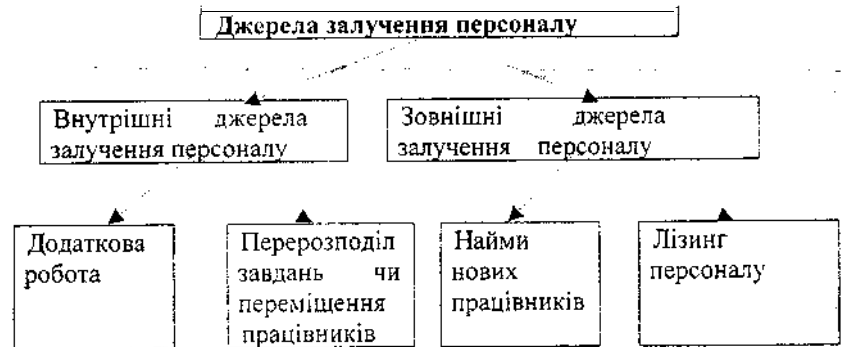 Джерела залучення персоналу
Внутрішні джерела
залучення персоналу
Зовнішні джерела
залучення персоналу
Додаткова
робота
Перерозподіл
завдань чи
переміщення
працівників
Найми
нових
працівників
Лізинг
персоналу